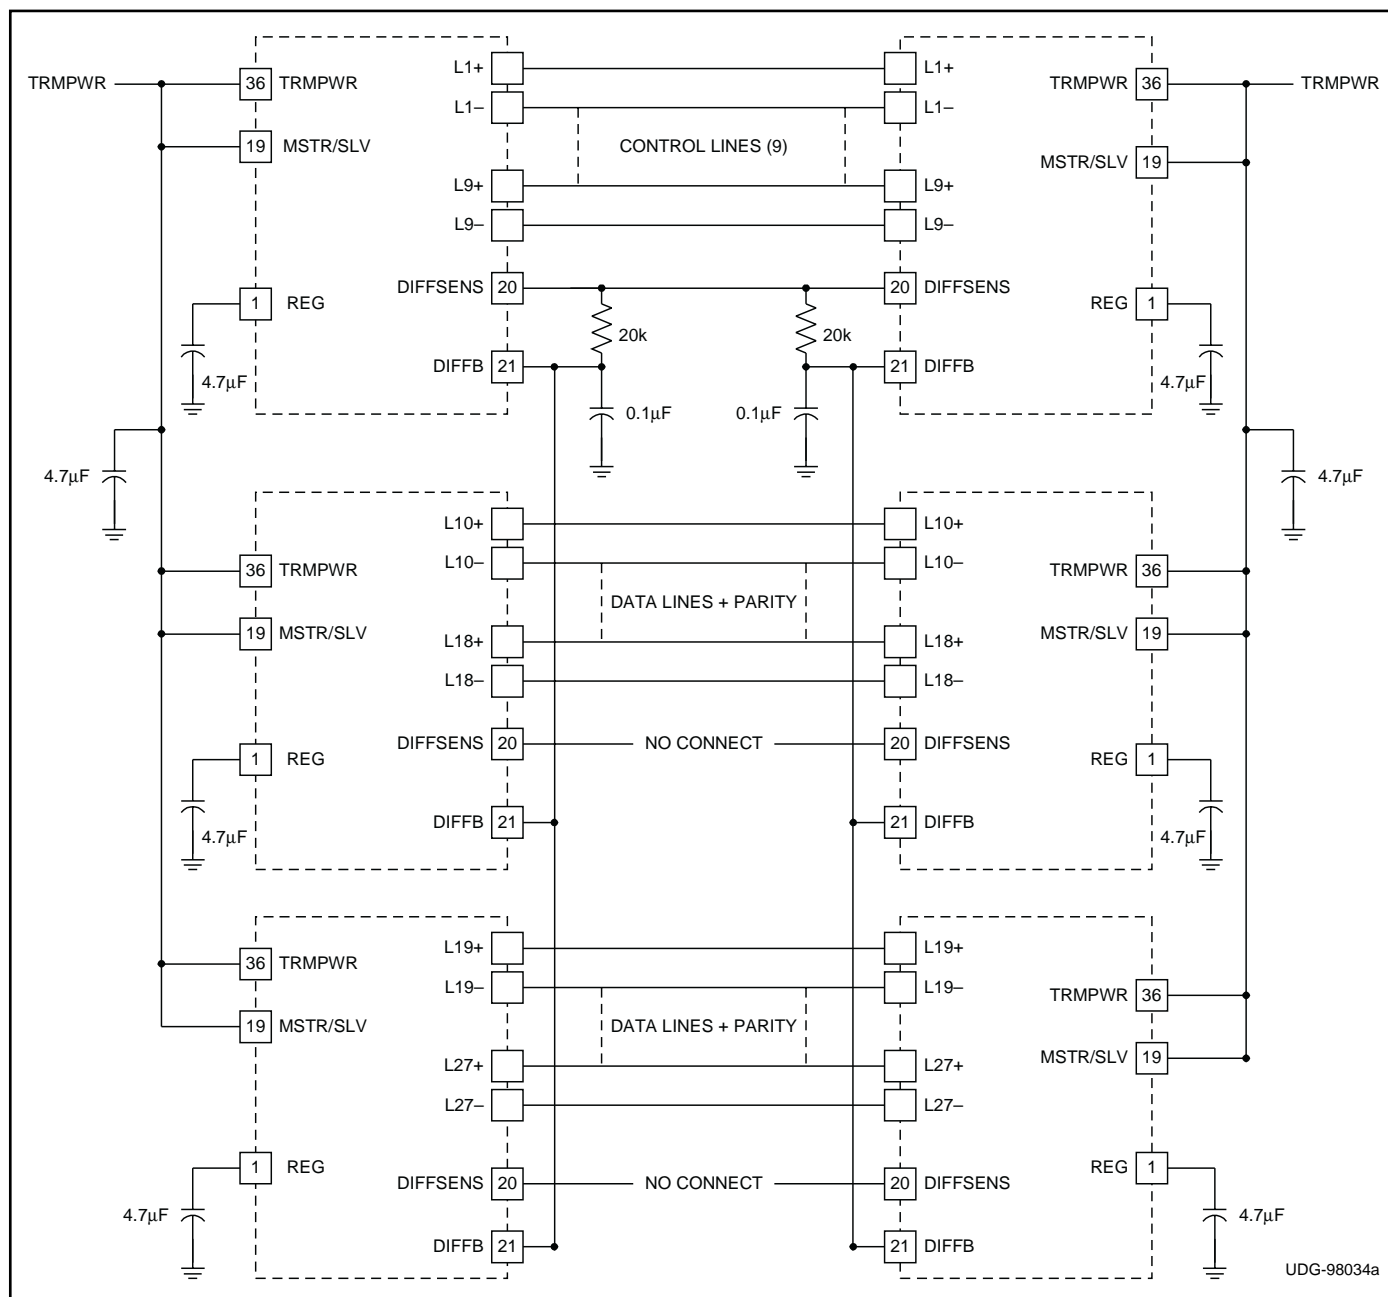 L1+ L1+
TRMPWR 36 TRMPWR TRMPWR 36 TRMPWR
L1– L1–
19 MSTR/SLV CONTROL LINES (9) MSTR/SLV 19
L9+ L9+
L9– L9–
DIFFSENS 20 20 DIFFSENS
1 REG REG 1
20k 20k
DIFFB 21 21 DIFFB
4.7µF 4.7µF
0.1µF 0.1µF
4.7µF 4.7µF
L10+ L10+
L10– L10–
36 TRMPWR TRMPWR 36
DATA LINES + PARITY
19 MSTR/SLV MSTR/SLV 19
L18+ L18+
L18– L18–
DIFFSENS 20 NO CONNECT 20 DIFFSENS
1 REG REG 1
DIFFB 21 21 DIFFB
4.7µF 4.7µF
L19+ L19+
36 TRMPWR
L19– L19–
TRMPWR 36
19 MSTR/SLV DATA LINES + PARITY
MSTR/SLV 19
L27+ L27+
L27– L27–
1 REG REG 1
DIFFSENS 20 NO CONNECT 20 DIFFSENS
4.7µF 4.7µF
DIFFB 21 21 DIFFB
UDG-98034a